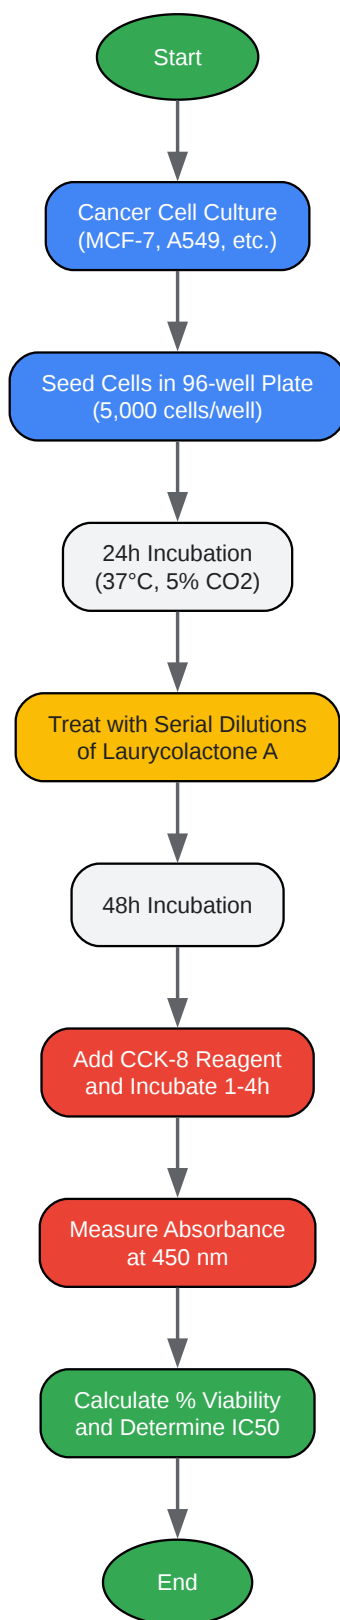 Start
Cancer Cell Culture
(MCF-7, A549, etc.)
Seed Cells in 96-well Plate
(5,000 cells/well)
24h Incubation
(37°C, 5% CO2)
Treat with Serial Dilutions
of Laurycolactone A
48h Incubation
Add CCK-8 Reagent
and Incubate 1-4h
Measure Absorbance
at 450 nm
Calculate % Viability
and Determine IC50
End